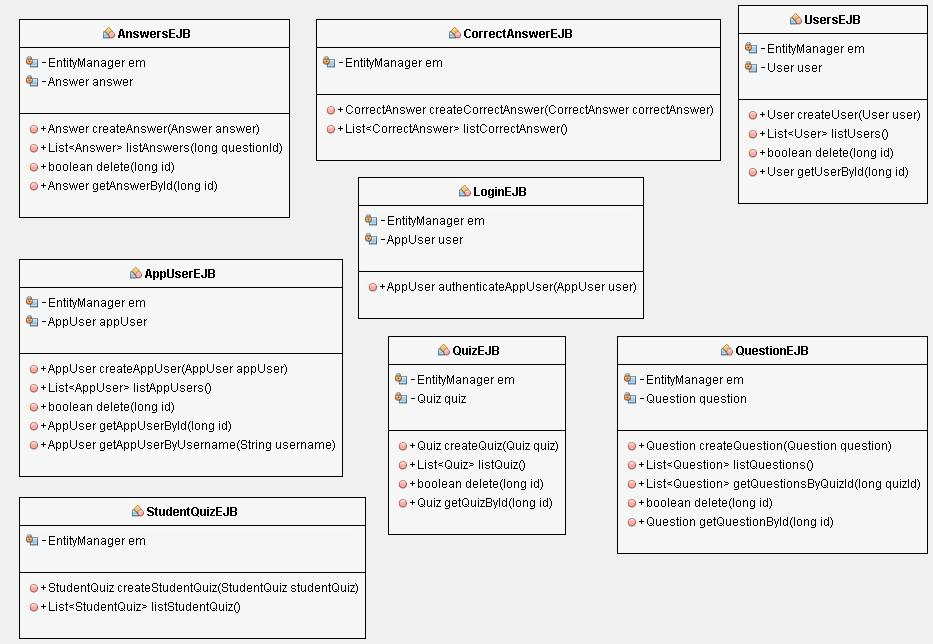 AnswersEJB
-EntityManager em
-Answer answer
+Answer createAnswer(Answer answer)
+List<Answer> listAnswers(long questionId)
+boolean delete(long id)
+Answer getAnswerById(long id)
CorrectAnswerEJB
-EntityManager em
+CorrectAnswer createCorrectAnswer(CorrectAnswer correctAnswer)
+List<CorrectAnswer> listCorrectAnswer()
UsersEJB
-EntityManager em
-User user
+User createUser(User user)
+List<User> listUsers()
+boolean delete(long id)
+User getUserById(long id)
LoginEJB
-EntityManager em
-AppUser user
+AppUser authenticateAppUser(AppUser user)
AppUserEJB
-EntityManager em
-AppUser appUser
+AppUser createAppUser(AppUser appUser)
+List<AppUser> listAppUsers()
+boolean delete(long id)
+AppUser getAppUserById(long id)
+AppUser getAppUserByUsername(String username)
QuizEJB
-EntityManager em
-Quiz quiz
+Quiz createQuiz(Quiz quiz)
+List<Quiz> listQuiz()
+boolean delete(long id)
+Quiz getQuizById(long id)
QuestionEJB
-EntityManager em
-Question question
+Question createQuestion(Question question)
+List<Question> listQuestions()
+List<Question> getQuestionsByQuizId(long quizId)
+boolean delete(long id)
+Question getQuestionById(long id)
StudentQuizEJB
-EntityManager em
+StudentQuiz createStudentQuiz(StudentQuiz studentQuiz)
+List<StudentQuiz> listStudentQuiz()